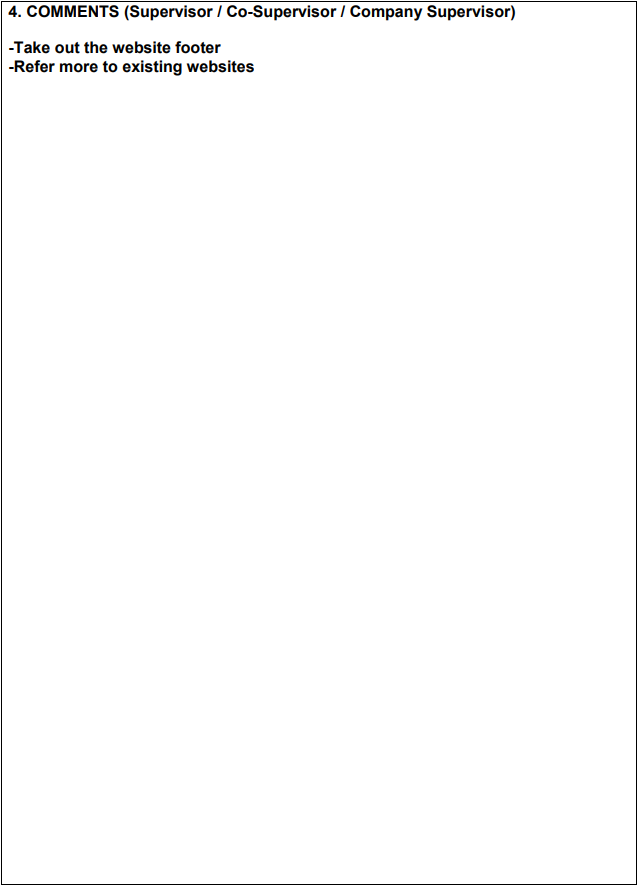 4. COMMENTS (Supervisor / Co-Supervisor / Company Supervisor)
-Take out the website footer
-Refer more to existing websites